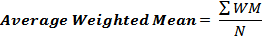 Average Weighted Mean = ∑ WM / N